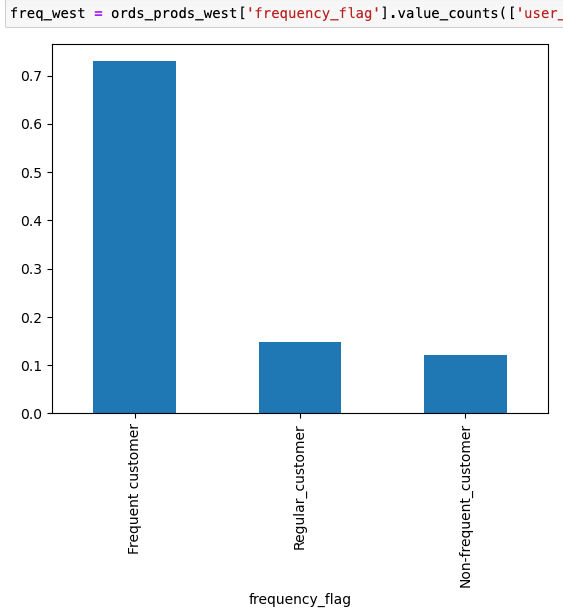 freq_west = ords_prods_west['frequency_flag'].value_counts(['user_
0.7
0.6
0.5
0.4
0.3
0.2
0.1
0.0
Frequent customer
Regular_customer
Non-frequent_customer
frequency_flag